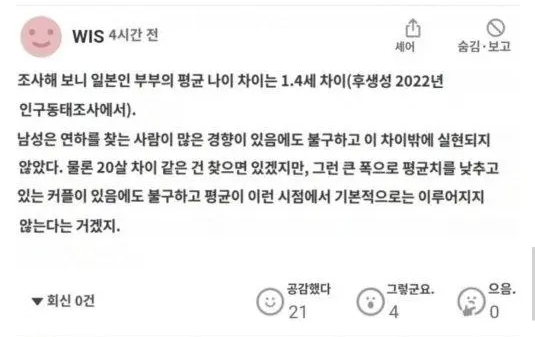 WIS 4시간 전
셰어
숨김·보고
조사해 보니 일본인 부부의 평균 나이 차이는 1.4세 차이(후생성 2022년
인구동태조사에서).
남성은 연하를 찾는 사람이 많은 경향이 있음에도 불구하고 이 차이밖에 실현되지
않았다. 물론 20살 차이 같은 건 찾으면 있겠지만, 그런 큰 폭으로 평균치를 낮추고
있는 커플이 있음에도 불구하고 평균이 이런 시점에서 기본적으로는 이루어지지
않는다는 거겠지.
▼ 회신 0건
공감했다
21
그렇군요.
4
으음.
0